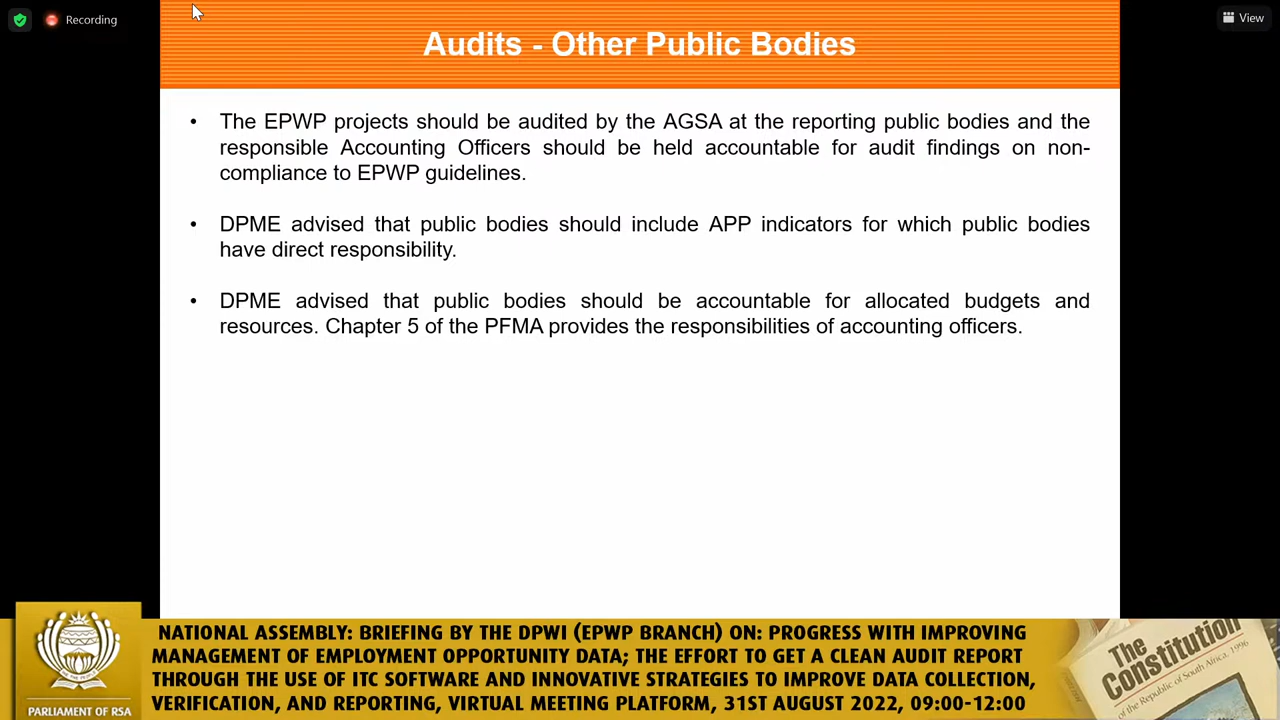 Recording
View
Audits - Other Public Bodies
• The EPWP projects should be audited by the AGSA at the reporting public bodies and the
responsible Accounting Officers should be held accountable for audit findings on non-
compliance to EPWP guidelines.
• DPME advised that public bodies should include APP indicators for which public bodies
have direct responsibility.
• DPME advised that public bodies should be accountable for allocated budgets and
resources. Chapter 5 of the PFMA provides the responsibilities of accounting officers.
NATIONAL ASSEMBLY: BRIEFING BY THE DPWI (EPWP BRANCH) ON: PROGRESS WITH IMPROVING
MANAGEMENT OF EMPLOYMENT OPPORTUNITY DATA; THE EFFORT TO GET A CLEAN AUDIT REPORT
THROUGH THE USE OF ITC SOFTWARE AND INNOVATIVE STRATEGIES TO IMPROVE DATA COLLECTION,
VERIFICATION, AND REPORTING, VIRTUAL MEETING PLATFORM, 31ST AUGUST 2022, 09:00-12:00
PARLIAMENT OF RSA
The
Constitution
of the Republic of South Africa, 1996